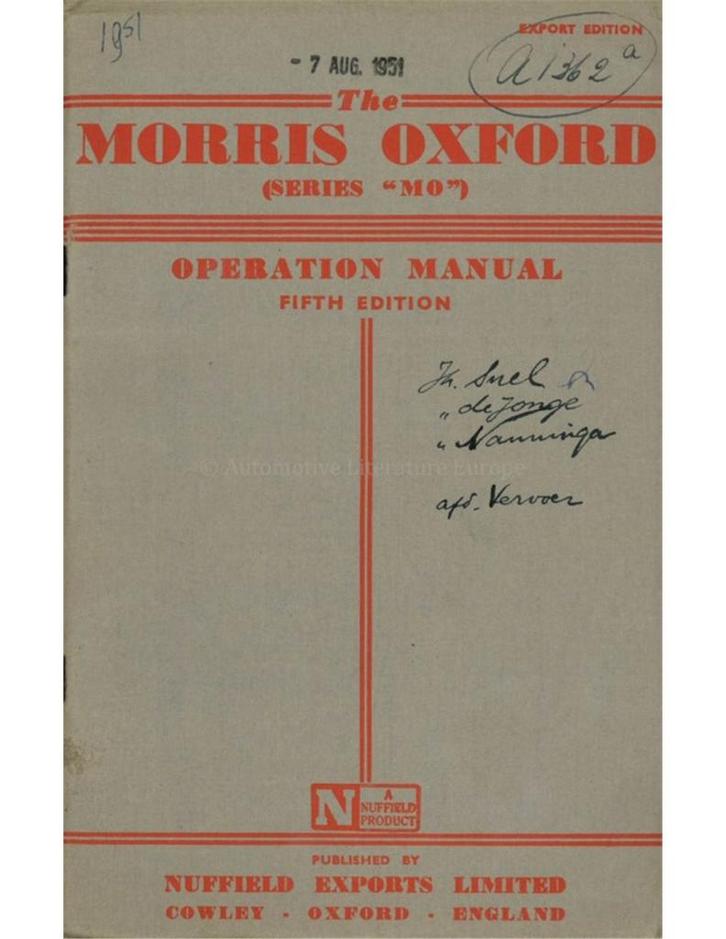 1951
EXPORT EDITION
- 7 AUG. 1951
A 1362 a
The
MORRIS OXFORD
(SERIES “MO”)
OPERATION MANUAL
FIFTH EDITION
Snel
„ de Jonge
„ Nanninga
© Automotive Literature Europe
afd. Vervoer
N
A
NUFFIELD
PRODUCT
PUBLISHED BY
NUFFIELD EXPORTS LIMITED
COWLEY - OXFORD - ENGLAND